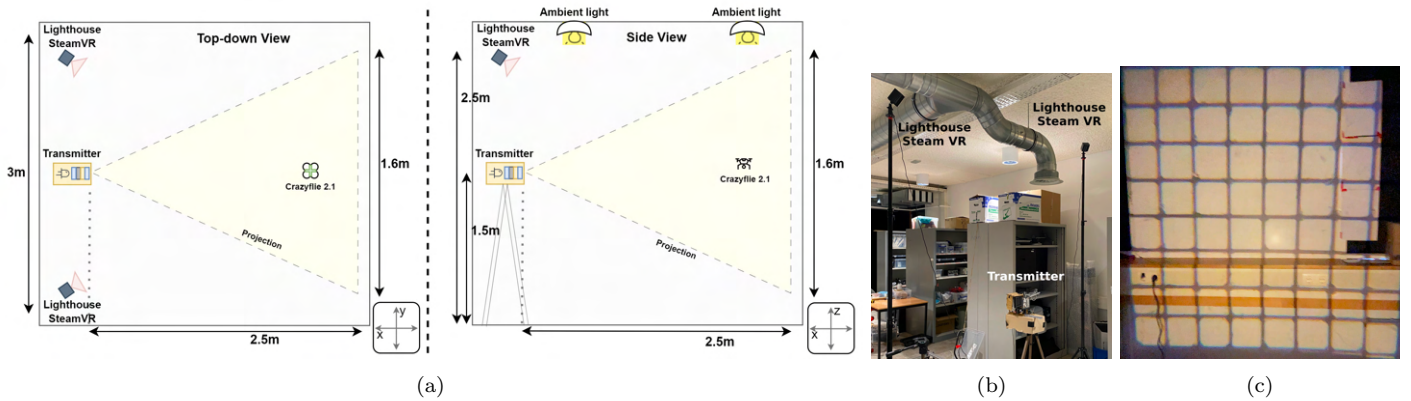 Lighthouse
SteamVR
Top-down View
3m
Transmitter
Crazyflie 2.1
1.6m
Projection
Lighthouse
SteamVR
y
x
2.5m
Ambient light
Ambient light
Lighthouse
SteamVR
Side View
2.5m
Transmitter
Crazyflie 2.1
1.6m
1.5m
Projection
z
x
2.5m
Lighthouse
Steam VR
Lighthouse
Steam VR
Transmitter
(a)
(b)
(c)